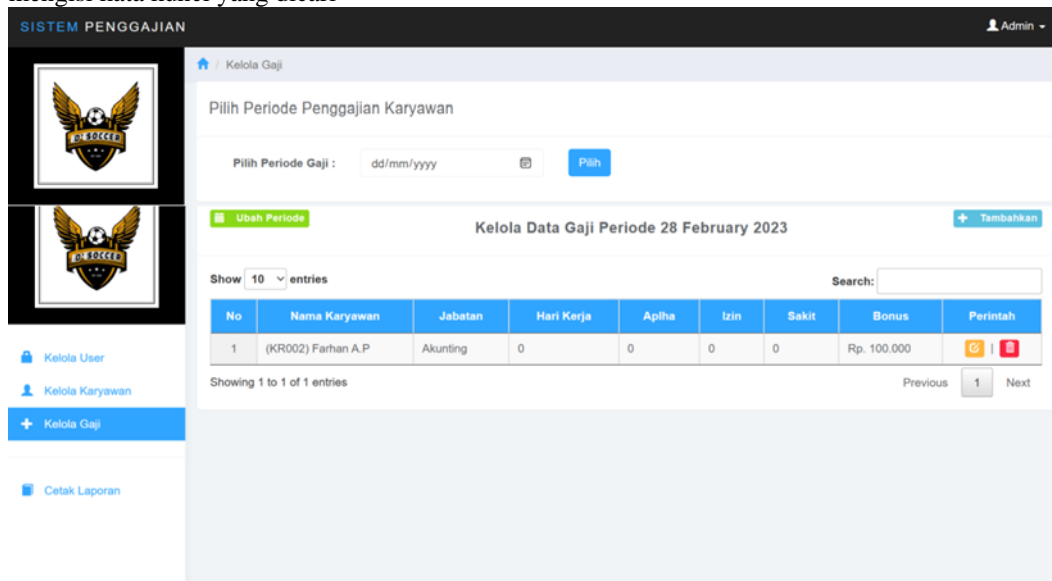 SISTEM PENGGAJIAN
Admin
/ Kelola Gaji
Pilih Periode Penggajian Karyawan
Pilih Periode Gaji : dd/mm/yyyy Pilih
D! SOCCER
Ubah Periode Kelola Data Gaji Periode 28 February 2023 Tambahkan
Show 10 entries Search:
No Nama Karyawan Jabatan Hari Kerja Aplha Izin Sakit Bonus Perintah
1 (KR002) Farhan A.P Akunting 0 0 0 0 Rp. 100.000 |
Showing 1 to 1 of 1 entries Previous 1 Next
D! SOCCER
Kelola User
Kelola Karyawan
Kelola Gaji
Cetak Laporan